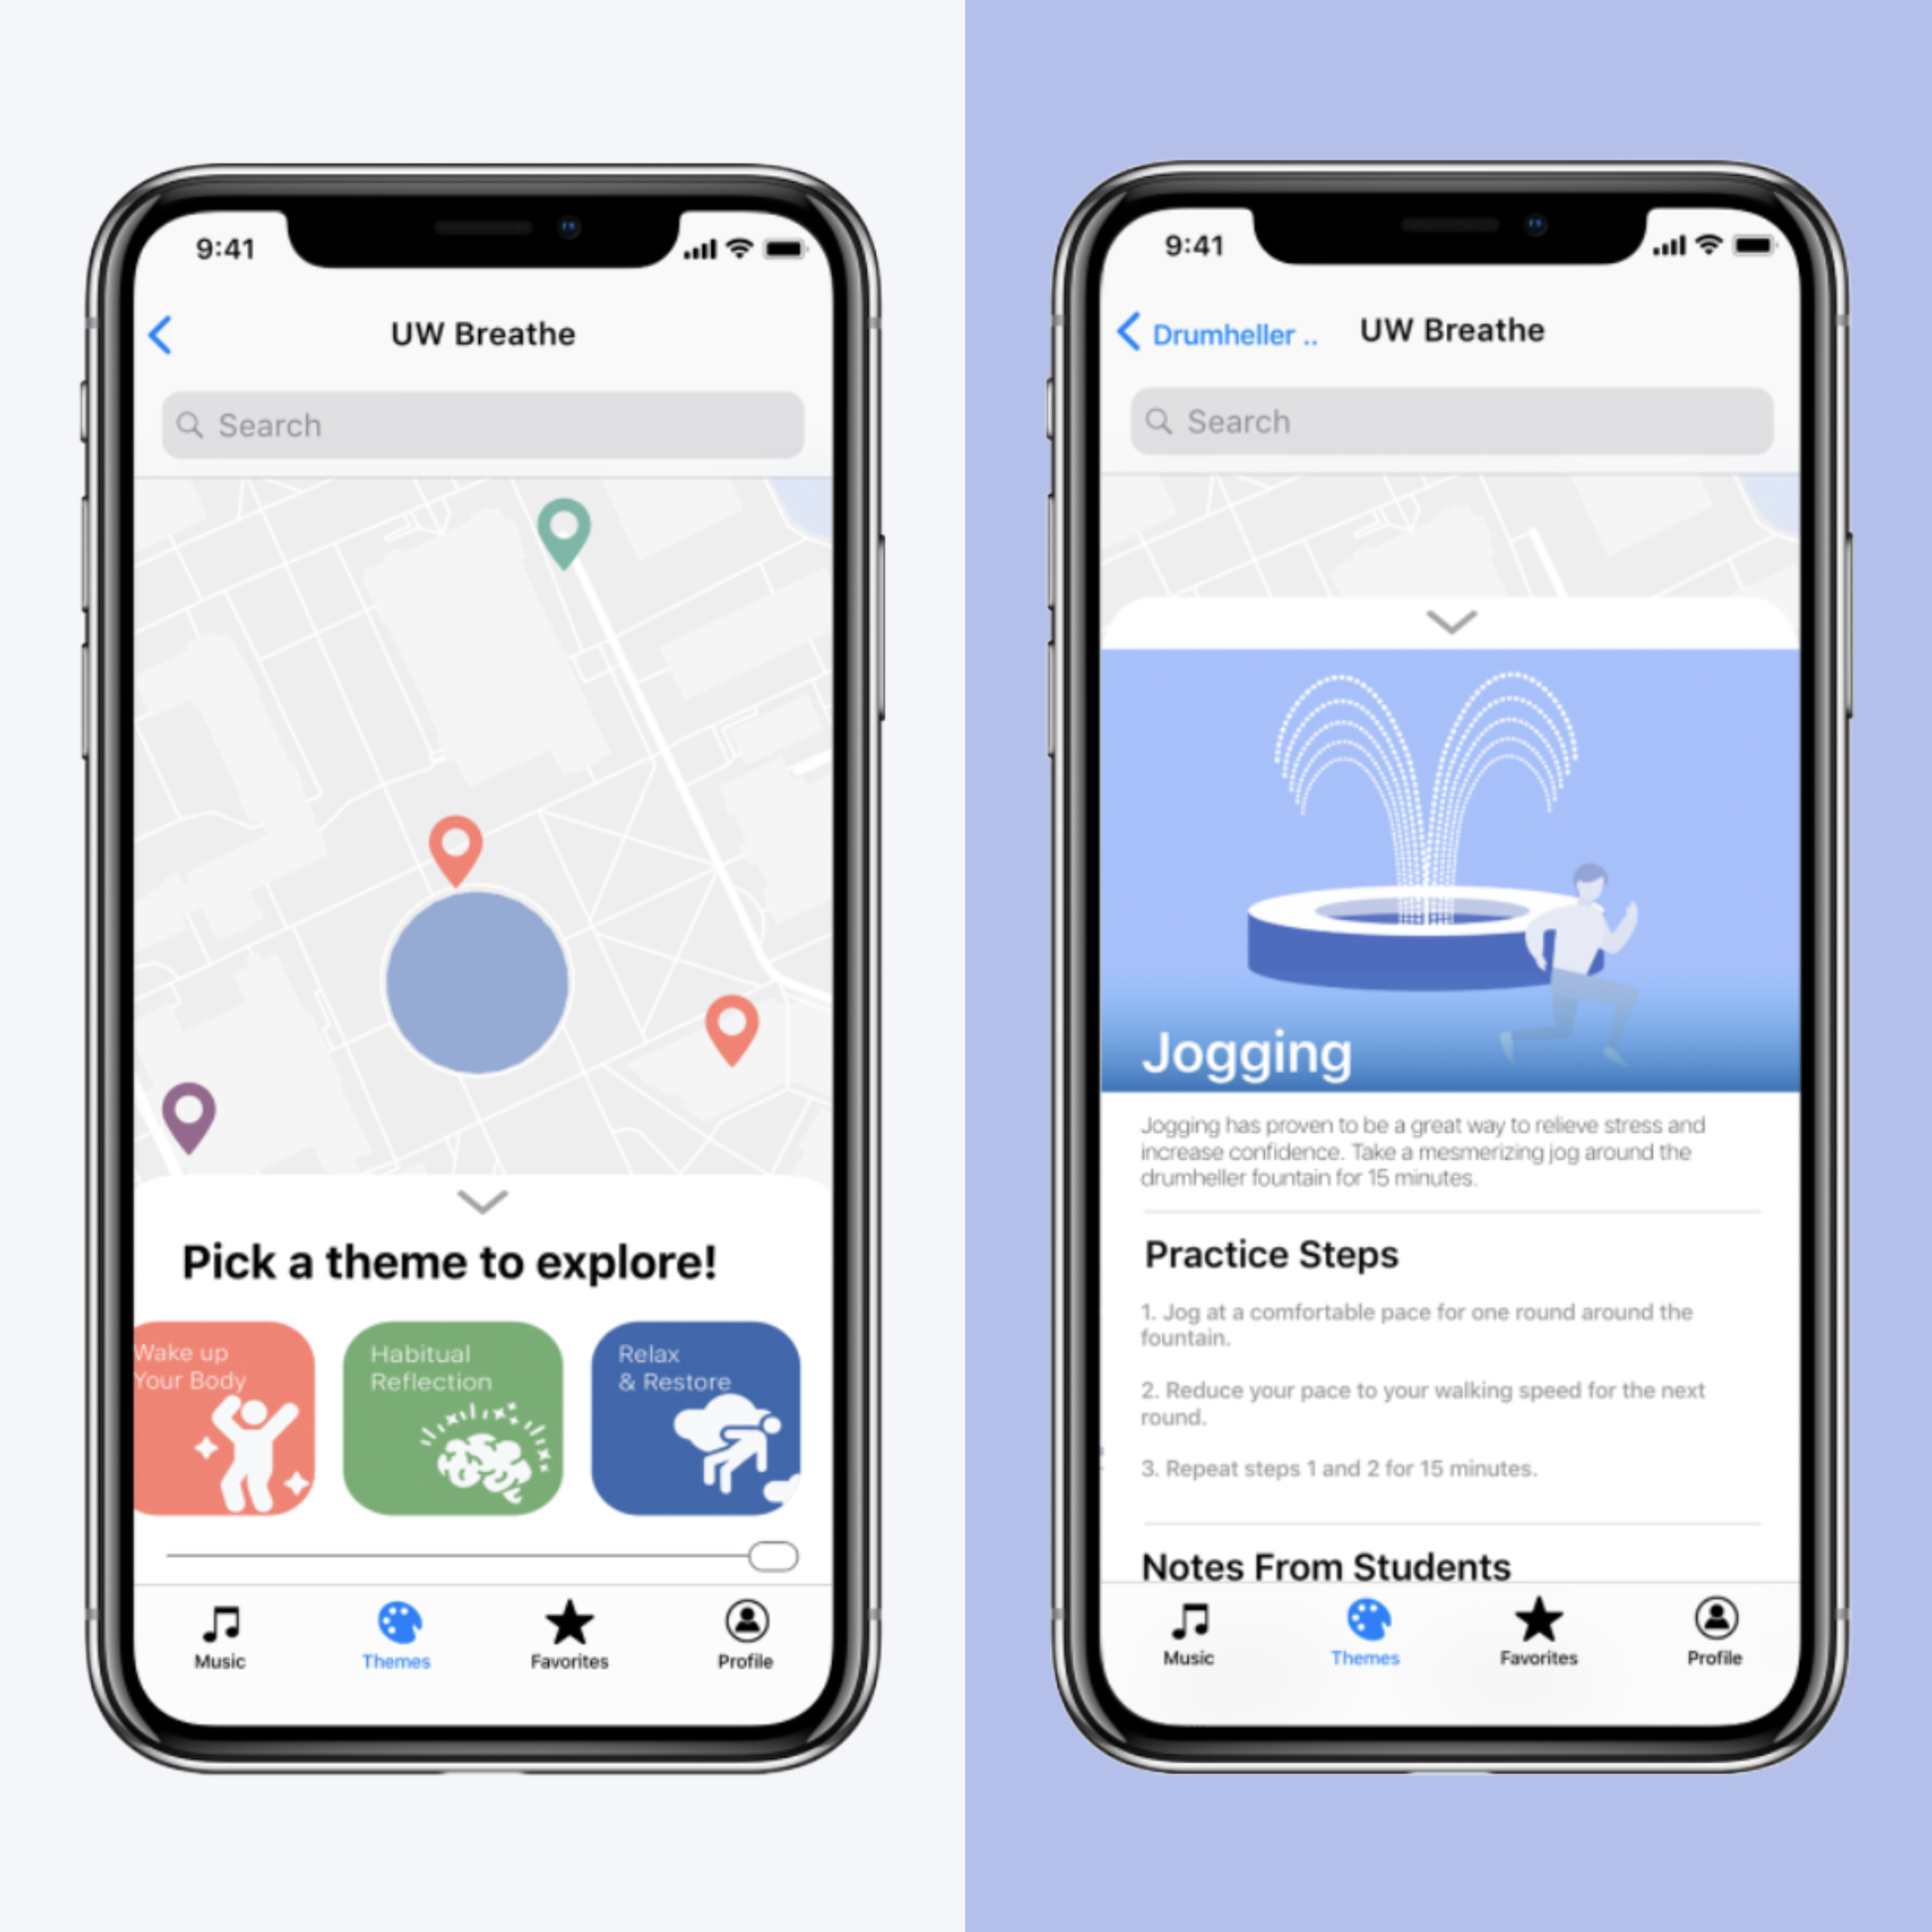 9:41
UW Breathe
Search
Pick a theme to explore!
Wake up
Your Body
Habitual
Reflection
Relax
& Restore
Music
Themes
Favorites
Profile
9:41
Drumheller ..
UW Breathe
Search
Jogging
Jogging has proven to be a great way to relieve stress and
increase confidence. Take a mesmerizing jog around the
drumheller fountain for 15 minutes.
Practice Steps
1. Jog at a comfortable pace for one round around the
fountain.
2. Reduce your pace to your walking speed for the next
round.
3. Repeat steps 1 and 2 for 15 minutes.
Notes From Students
Music
Themes
Favorites
Profile